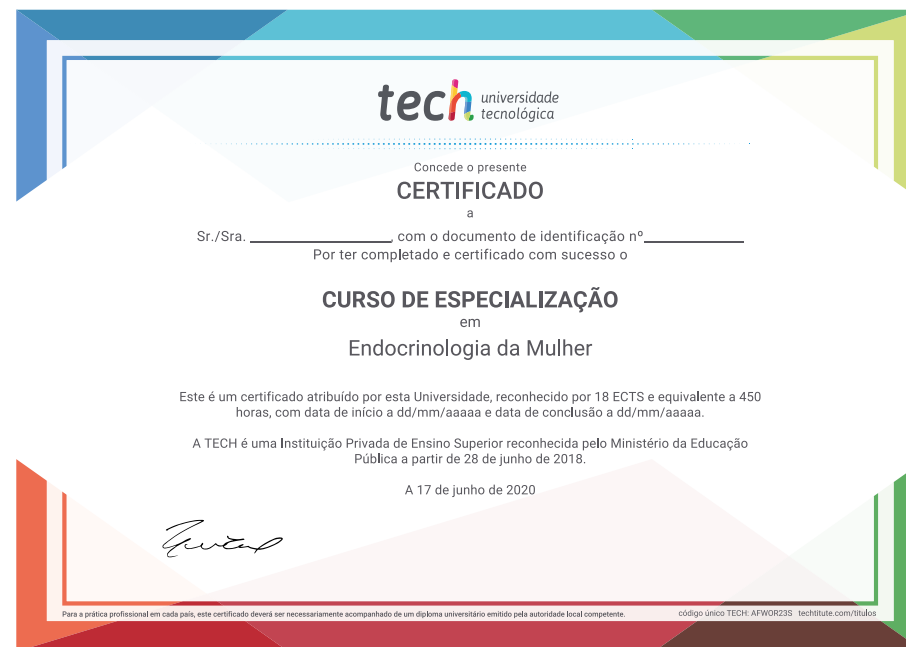 tech universidade
tecnológica
Concede o presente
CERTIFICADO
a
Sr./Sra. ____________________, com o documento de identificação nº______________
Por ter completado e certificado com sucesso o
CURSO DE ESPECIALIZAÇÃO
em
Endocrinologia da Mulher
Este é um certificado atribuído por esta Universidade, reconhecido por 18 ECTS e equivalente a 450
horas, com data de início a dd/mm/aaaaa e data de conclusão a dd/mm/aaaaa.
A TECH é uma Instituição Privada de Ensino Superior reconhecida pelo Ministério da Educação
Pública a partir de 28 de junho de 2018.
A 17 de junho de 2020
Para a prática profissional em cada país, este certificado deverá ser necessariamente acompanhado de um diploma universitário emitido pela autoridade local competente.
código único TECH: AFWOR23S techtitute.com/titulos